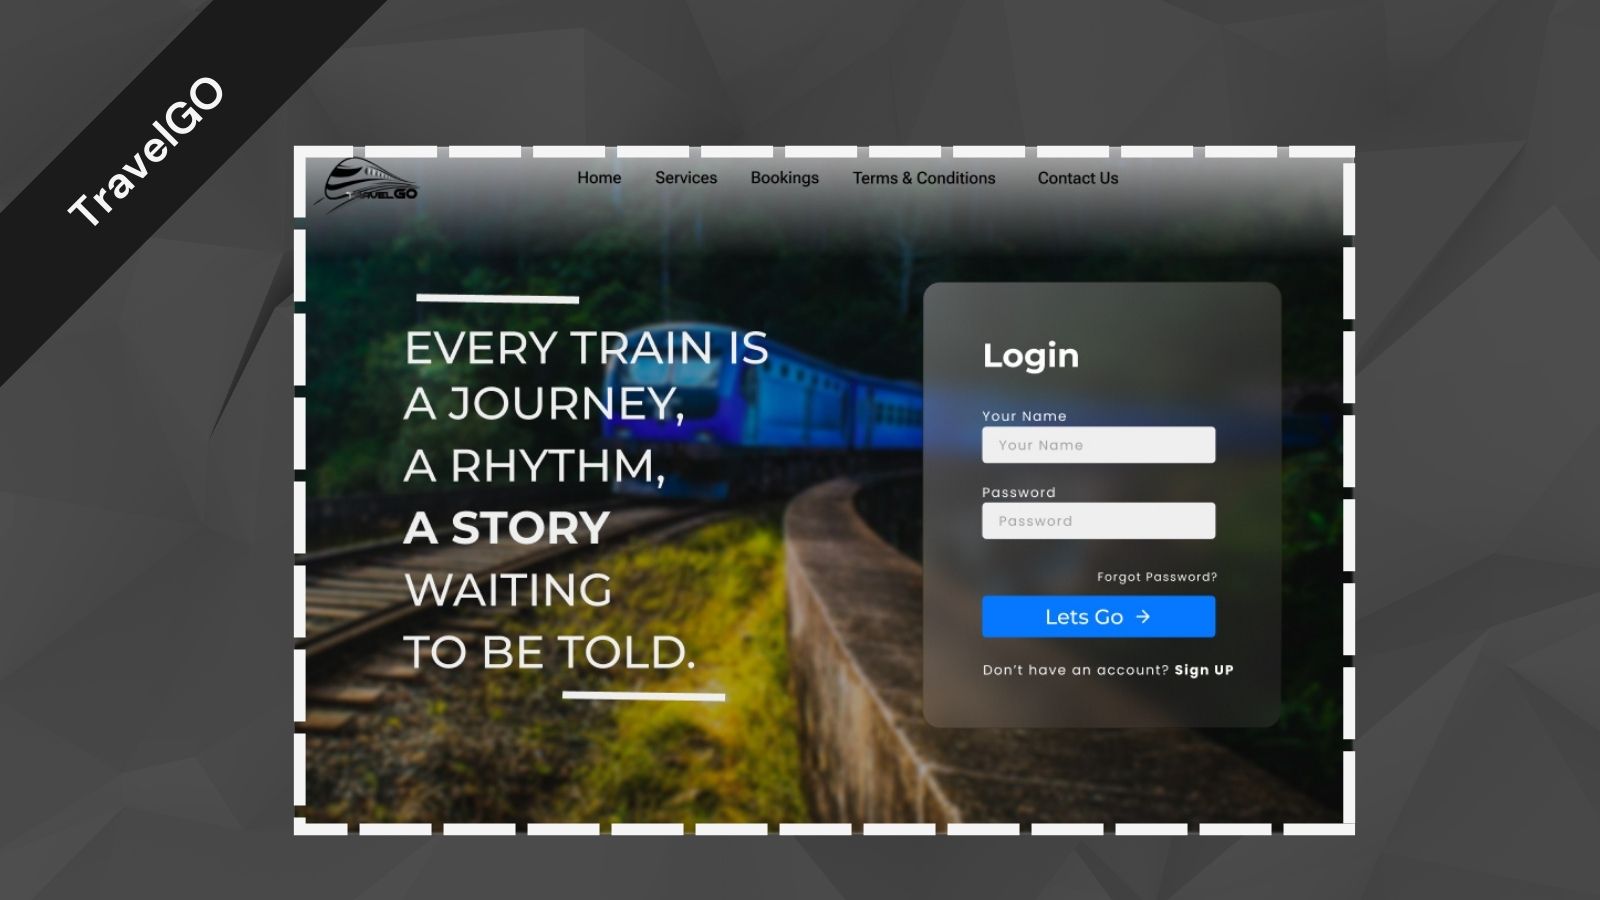 TravelGO
TRAVELGO
Home Services Bookings Terms & Conditions Contact Us
EVERY TRAIN IS
A JOURNEY,
A RHYTHM,
A STORY
WAITING
TO BE TOLD.
Login
Your Name
Your Name
Password
Password
Forgot Password?
Lets Go →
Don't have an account? Sign UP